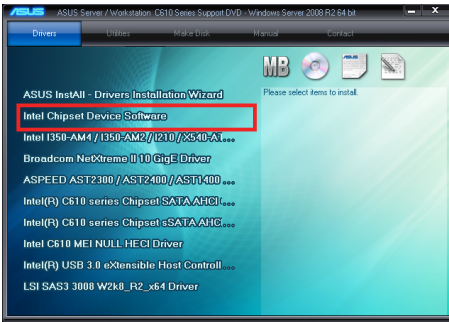 ASUS ASUS Server / Workstation C610 Series Support DVD - Windows Server 2008 R2 64 bit
Drivers Utilities Make Disk Manual Contact
MB
Please select items to install.
ASUS InstAll - Drivers Installation Wizard
Intel Chipset Device Software
Intel I350-AM4 / I350-AM2 / I210 / X540-AT...
Broadcom NetXtreme II 10 GigE Driver
ASPEED AST2300 / AST2400 / AST1400 ...
Intel(R) C610 series Chipset SATA AHCI ...
Intel(R) C610 series Chipset sSATA AHC...
Intel C610 MEI NULL HECI Driver
Intel(R) USB 3.0 eXtensible Host Controll...
LSI SAS3 3008 W2k8_R2_x64 Driver